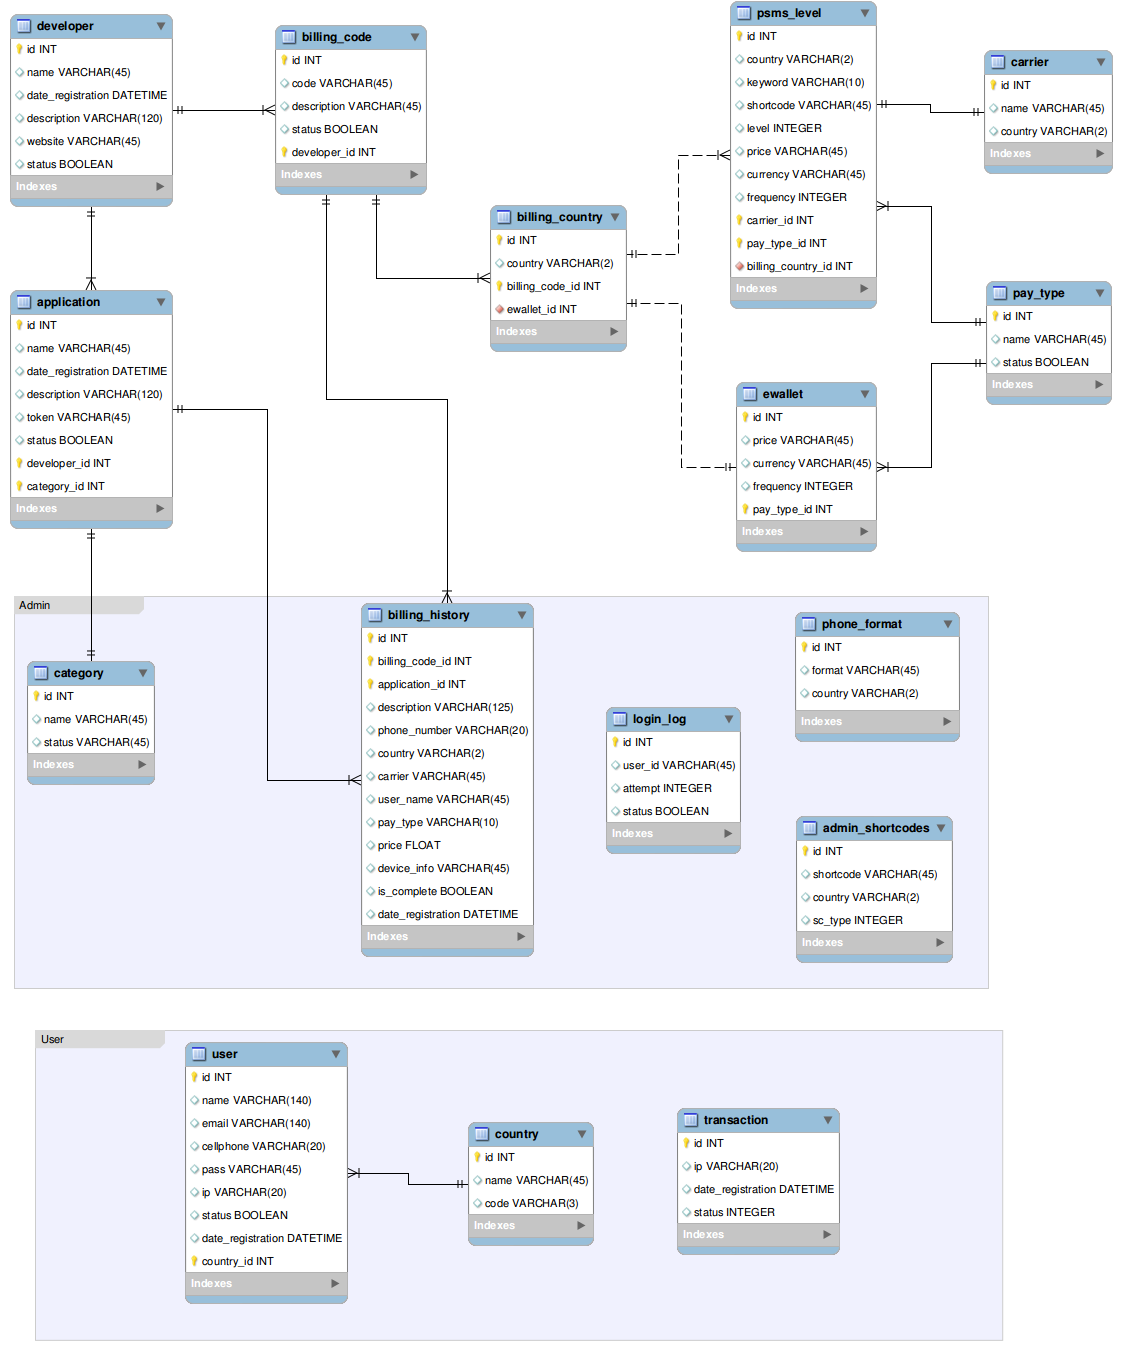 developer
id INT
name VARCHAR(45)
date_registration DATETIME
description VARCHAR(120)
website VARCHAR(45)
status BOOLEAN
Indexes
billing_code
id INT
code VARCHAR(45)
description VARCHAR(45)
status BOOLEAN
developer_id INT
Indexes
psms_level
id INT
country VARCHAR(2)
keyword VARCHAR(10)
shortcode VARCHAR(45)
level INTEGER
price VARCHAR(45)
currency VARCHAR(45)
frequency INTEGER
carrier_id INT
pay_type_id INT
billing_country_id INT
Indexes
carrier
id INT
name VARCHAR(45)
country VARCHAR(2)
Indexes
billing_country
id INT
country VARCHAR(2)
billing_code_id INT
ewallet_id INT
Indexes
application
id INT
name VARCHAR(45)
date_registration DATETIME
description VARCHAR(120)
token VARCHAR(45)
status BOOLEAN
developer_id INT
category_id INT
Indexes
pay_type
id INT
name VARCHAR(45)
status BOOLEAN
Indexes
ewallet
id INT
price VARCHAR(45)
currency VARCHAR(45)
frequency INTEGER
pay_type_id INT
Indexes
Admin
category
id INT
name VARCHAR(45)
status VARCHAR(45)
Indexes
billing_history
id INT
billing_code_id INT
application_id INT
description VARCHAR(125)
phone_number VARCHAR(20)
country VARCHAR(2)
carrier VARCHAR(45)
user_name VARCHAR(45)
pay_type VARCHAR(10)
price FLOAT
device_info VARCHAR(45)
is_complete BOOLEAN
date_registration DATETIME
Indexes
login_log
id INT
user_id VARCHAR(45)
attempt INTEGER
status BOOLEAN
Indexes
phone_format
id INT
format VARCHAR(45)
country VARCHAR(2)
Indexes
admin_shortcodes
id INT
shortcode VARCHAR(45)
country VARCHAR(2)
sc_type INTEGER
Indexes
User
user
id INT
name VARCHAR(140)
email VARCHAR(140)
cellphone VARCHAR(20)
pass VARCHAR(45)
ip VARCHAR(20)
status BOOLEAN
date_registration DATETIME
country_id INT
Indexes
country
id INT
name VARCHAR(45)
code VARCHAR(3)
Indexes
transaction
id INT
ip VARCHAR(20)
date_registration DATETIME
status INTEGER
Indexes